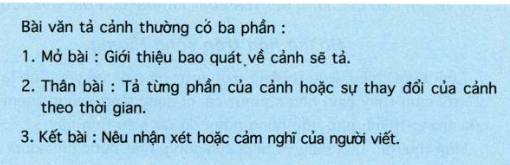 Bài văn tả cảnh thường có ba phần :
1. Mở bài : Giới thiệu bao quát về cảnh sẽ tả.
2. Thân bài : Tả từng phần của cảnh hoặc sự thay đổi của cảnh
theo thời gian.
3. Kết bài : Nêu nhận xét hoặc cảm nghĩ của người viết.